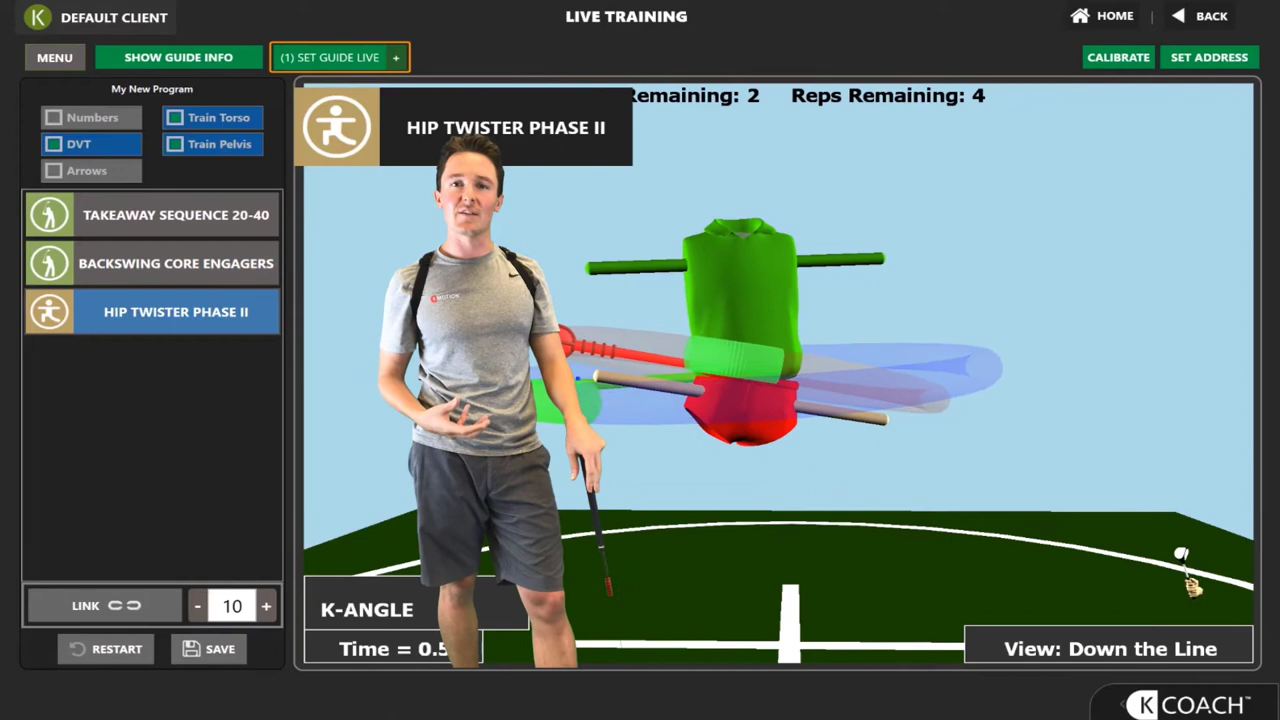 K DEFAULT CLIENT
LIVE TRAINING
HOME
BACK
MENU
SHOW GUIDE INFO
(1) SET GUIDE LIVE +
CALIBRATE
SET ADDRESS
My New Program
Numbers
Train Torso
DVT
Train Pelvis
Arrows
TAKEAWAY SEQUENCE 20-40
BACKSWING CORE ENGAGERS
HIP TWISTER PHASE II
LINK
- 10 +
RESTART
SAVE
HIP TWISTER PHASE II
Remaining: 2 Reps Remaining: 4
K-ANGLE
Time = 0.5
View: Down the Line
K COACH™